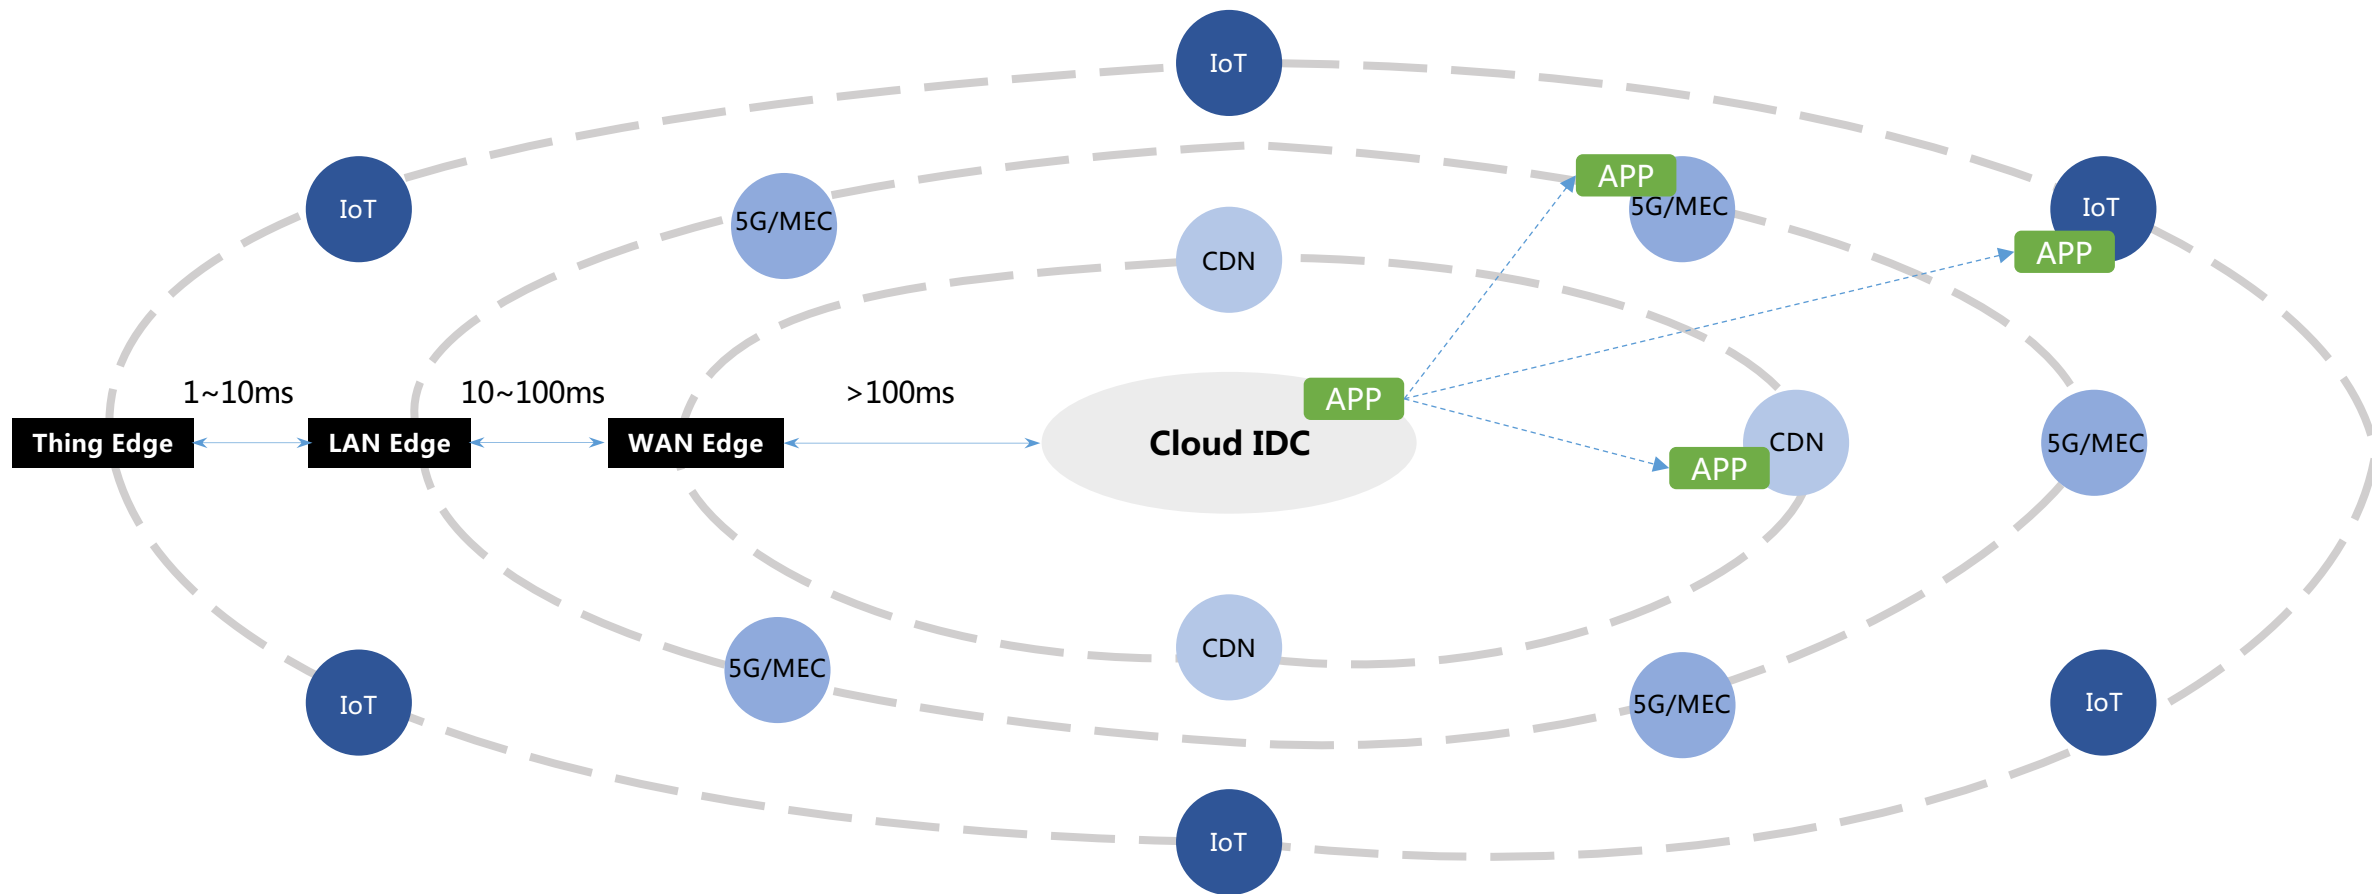 IoT
IoT
5G/MEC
CDN
APP
5G/MEC
IoT
APP
1~10ms
10~100ms
>100ms
APP
Thing Edge
LAN Edge
WAN Edge
Cloud IDC
APP
CDN
5G/MEC
5G/MEC
CDN
5G/MEC
IoT
IoT
IoT